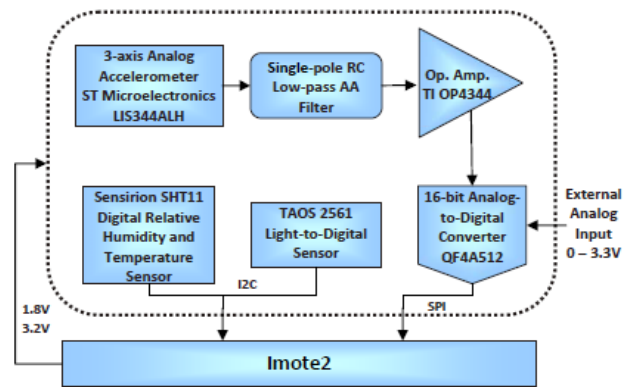 3-axis Analog
Accelerometer
ST Microelectronics
LIS344ALH
Single-pole RC
Low-pass AA
Filter
Op. Amp.
TI OP4344
Sensirion SHT11
Digital Relative
Humidity and
Temperature
Sensor
TAOS 2561
Light-to-Digital
Sensor
16-bit Analog-
to-Digital
Converter
QF4A512
External
Analog
Input
0 – 3.3V
I2C
SPI
1.8V
3.2V
Imote2